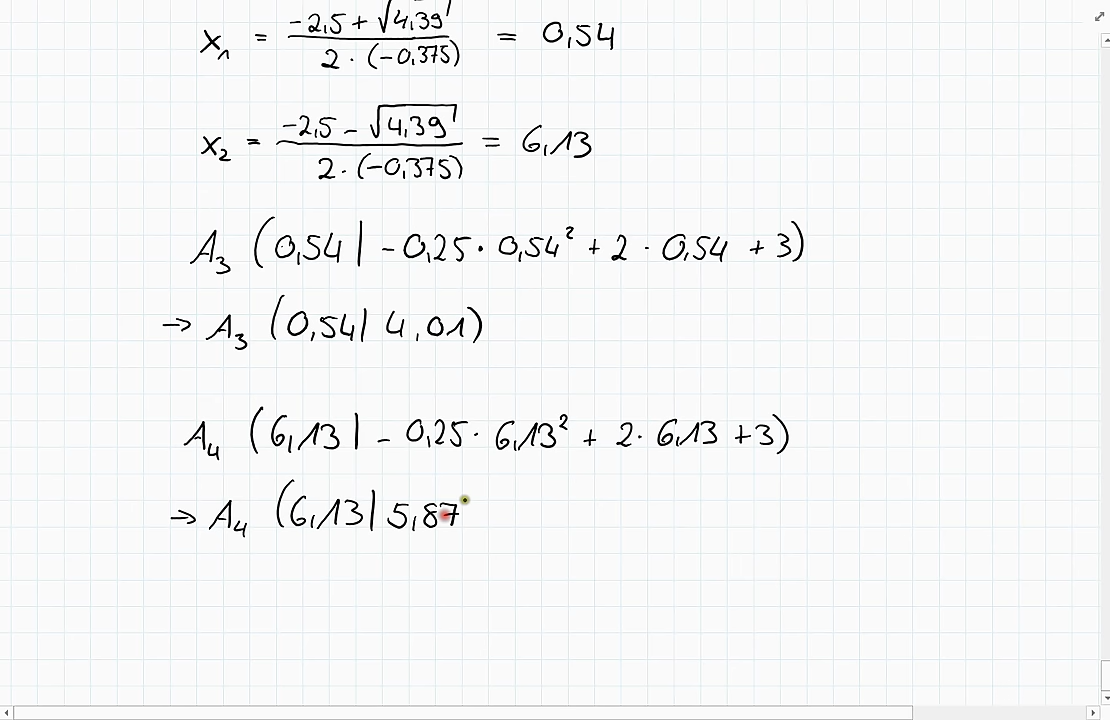 x₁ = (-2,5 + √4,39) / (2 · (-0,375)) = 0,54
x₂ = (-2,5 - √4,39) / (2 · (-0,375)) = 6,13
A₃ (0,54 | -0,25 · 0,54² + 2 · 0,54 + 3)
→ A₃ (0,54 | 4,01)
A₄ (6,13 | - 0,25 · 6,13² + 2 · 6,13 + 3)
→ A₄ (6,13 | 5,87